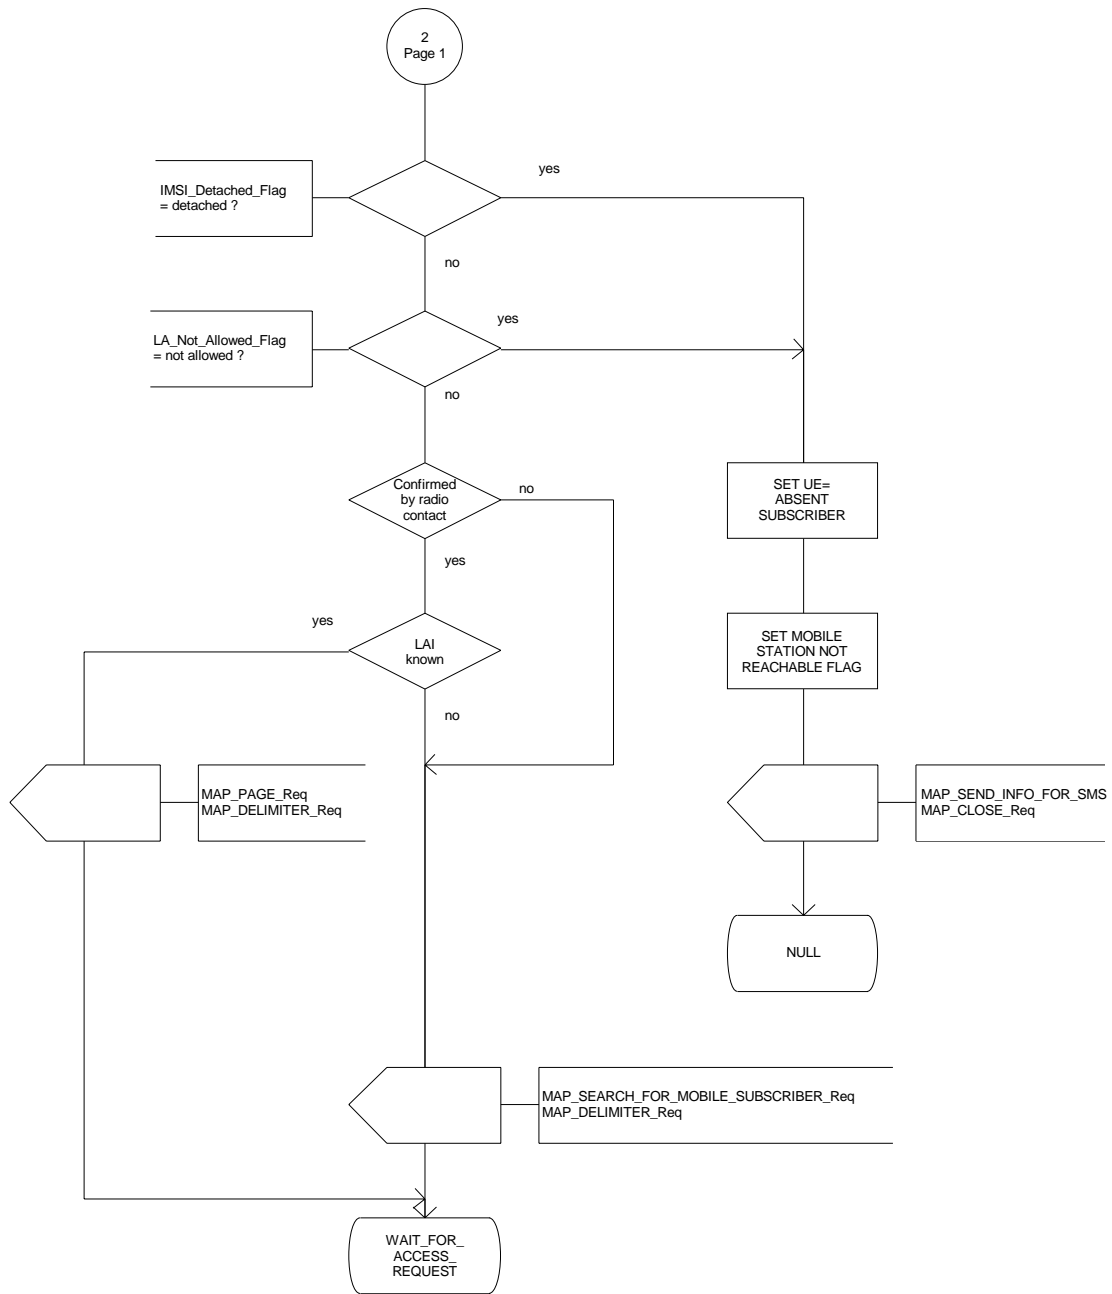 2
Page 1
yes
IMSI_Detached_Flag
= detached ?
no
yes
LA_Not_Allowed_Flag
= not allowed ?
no
Confirmed
by radio
contact
no
SET UE=
ABSENT
SUBSCRIBER
yes
yes
LAI
known
SET MOBILE
STATION NOT
REACHABLE FLAG
no
MAP_PAGE_Req
MAP_DELIMITER_Req
MAP_SEND_INFO_FOR_SMS
MAP_CLOSE_Req
NULL
MAP_SEARCH_FOR_MOBILE_SUBSCRIBER_Req
MAP_DELIMITER_Req
WAIT_FOR_
ACCESS_
REQUEST